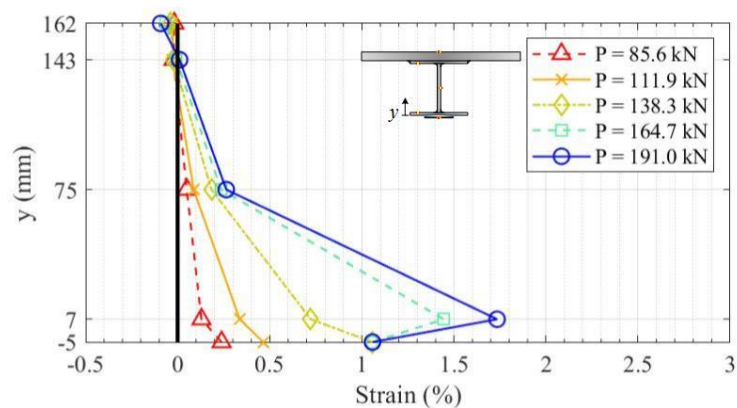 162
143
75
7
-5
y (mm)
-0.5 0 0.5 1 1.5 2 2.5 3
Strain (%)
y
P = 85.6 kN
P = 111.9 kN
P = 138.3 kN
P = 164.7 kN
P = 191.0 kN